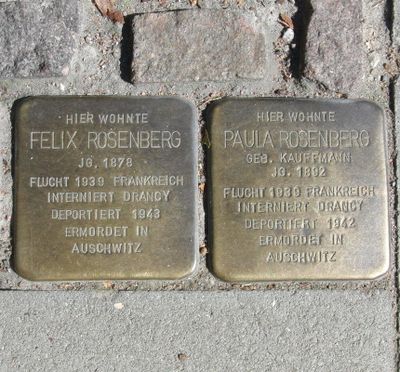 HIER WOHNTE
FELIX ROSENBERG
JG. 1878
FLUCHT 1939 FRANKREICH
INTERNIERT DRANCY
DEPORTIERT 1943
ERMORDET IN
AUSCHWITZ
HIER WOHNTE
PAULA ROSENBERG
GEB. KAUFFMANN
JG. 1892
FLUCHT 1939 FRANKREICH
INTERNIERT DRANCY
DEPORTIERT 1942
ERMORDET IN
AUSCHWITZ